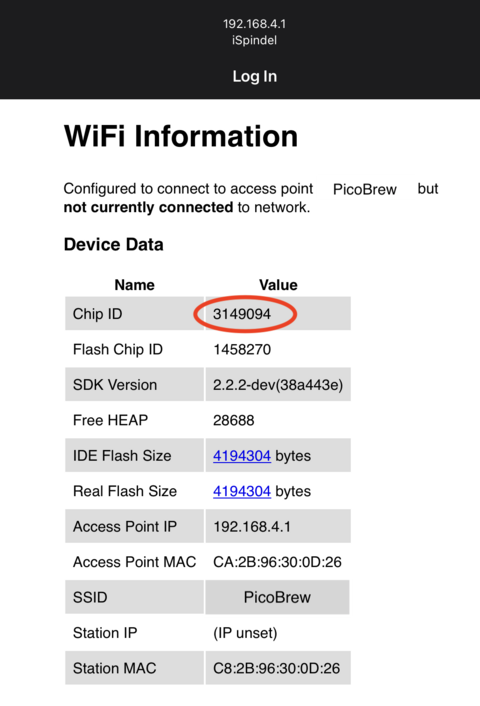 192.168.4.1
iSpindel
Log In
WiFi Information
Configured to connect to access point PicoBrew but
not currently connected to network.
Device Data
Name Value
Chip ID 3149094
Flash Chip ID 1458270
SDK Version 2.2.2-dev(38a443e)
Free HEAP 28688
IDE Flash Size 4194304 bytes
Real Flash Size 4194304 bytes
Access Point IP 192.168.4.1
Access Point MAC CA:2B:96:30:0D:26
SSID PicoBrew
Station IP (IP unset)
Station MAC C8:2B:96:30:0D:26